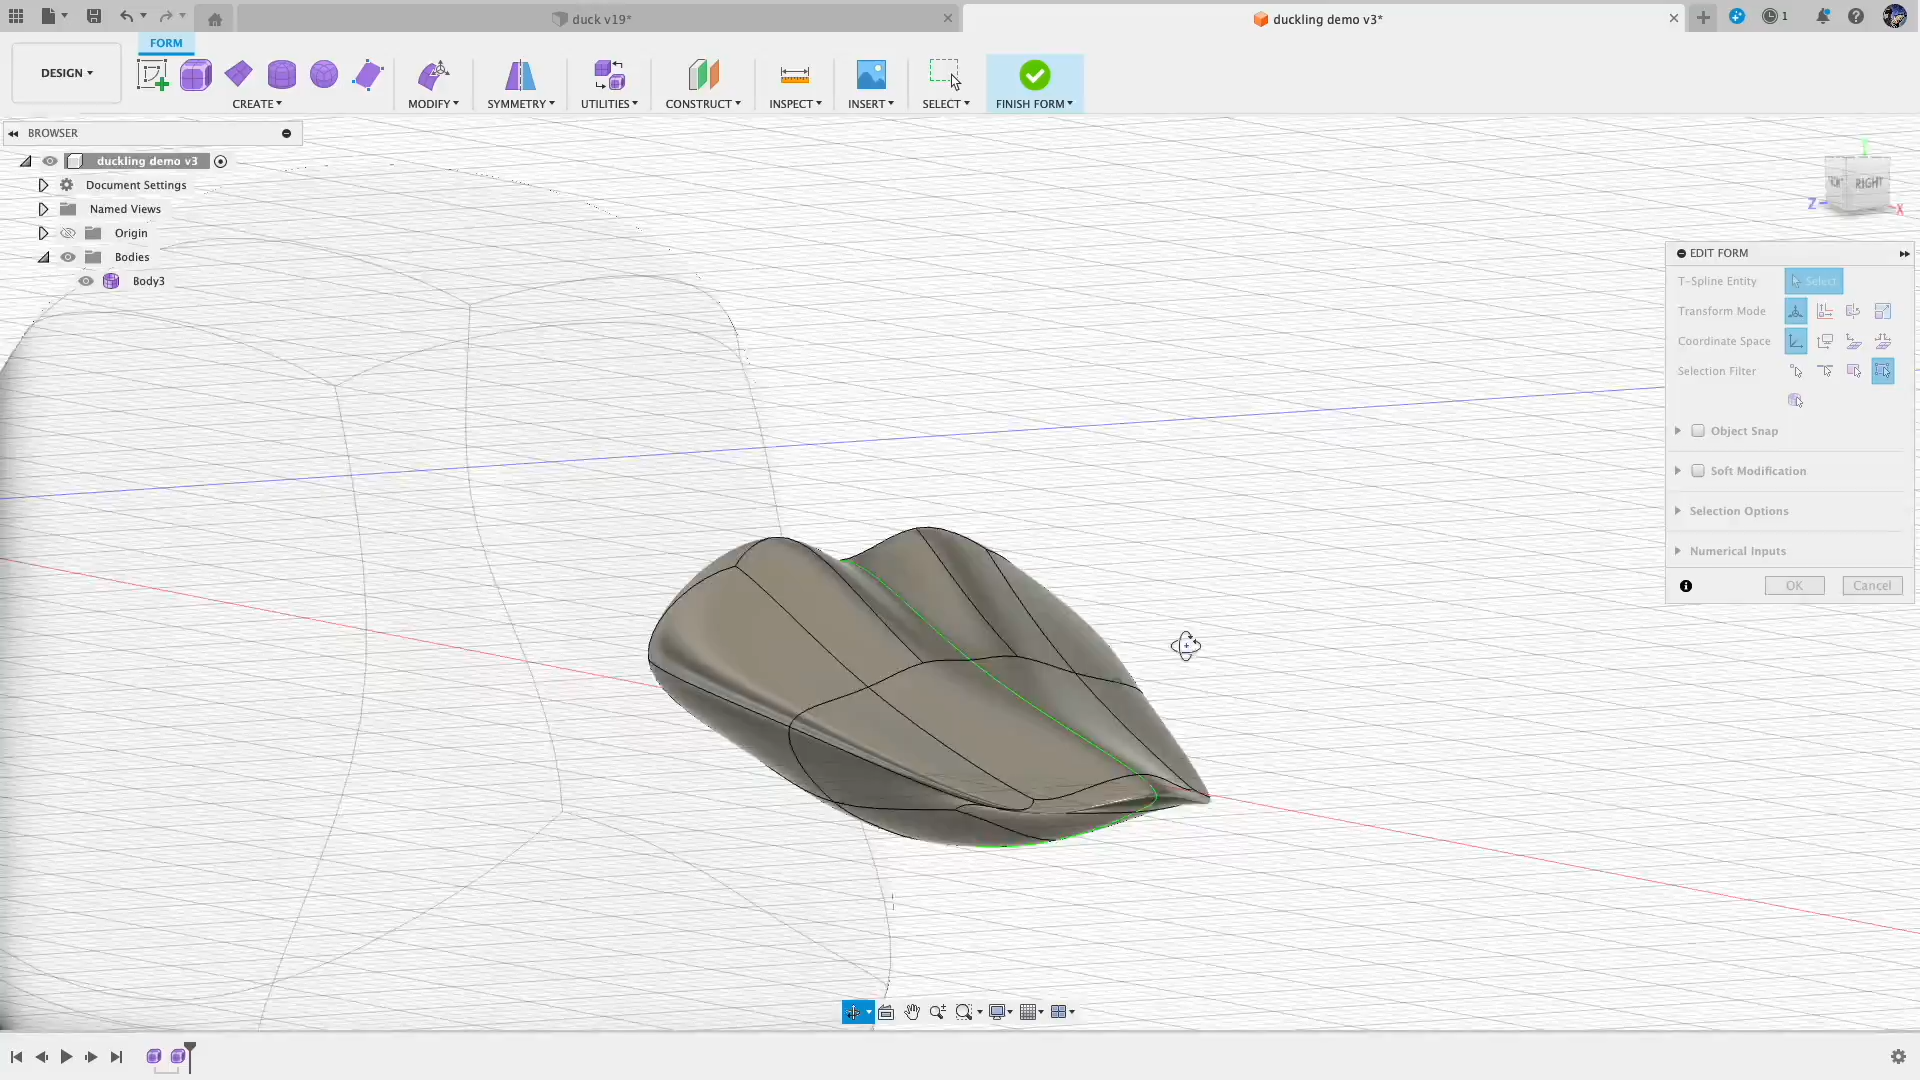 duck v19*
duckling demo v3*
1
FORM
DESIGN
CREATE
MODIFY
SYMMETRY
UTILITIES
CONSTRUCT
INSPECT
INSERT
SELECT
FINISH FORM
BROWSER
duckling demo v3
Document Settings
Named Views
Origin
Bodies
Body3
RIGHT
Z
X
EDIT FORM
T-Spline Entity
Select
Transform Mode
Coordinate Space
Selection Filter
Object Snap
Soft Modification
Selection Options
Numerical Inputs
OK
Cancel